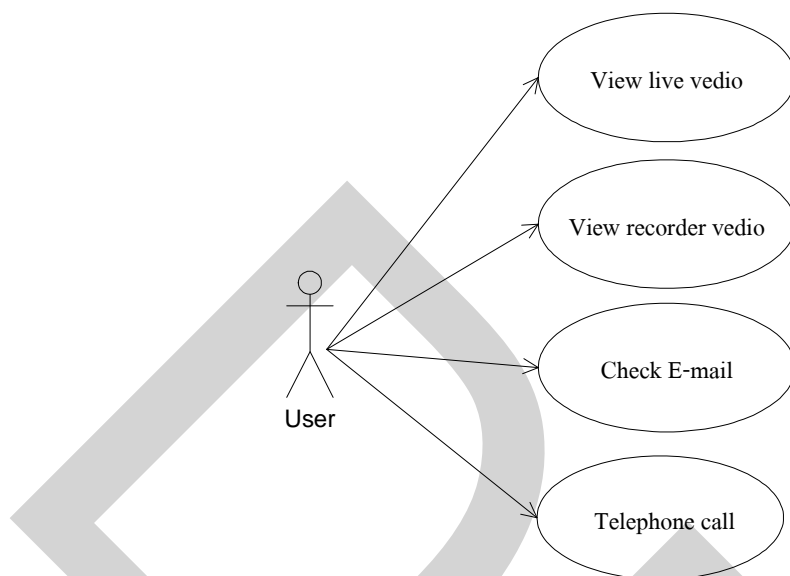 View live vedio
View recorder vedio
Check E-mail
User
Telephone call